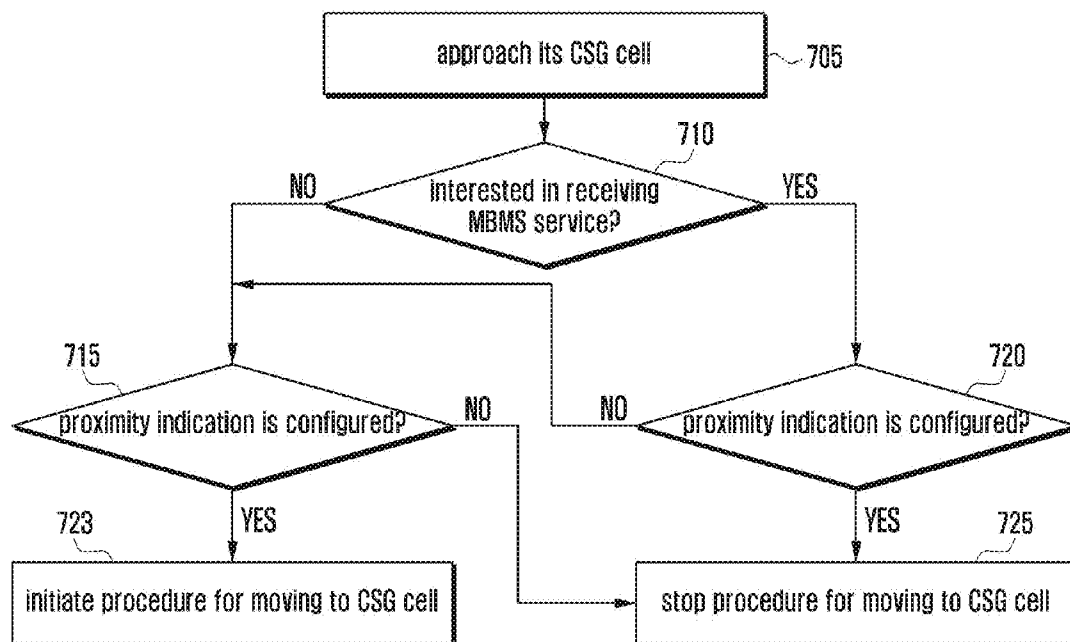 approach its CSG cell
705
710
NO
interested in receiving
MBMS service?
YES
715
720
proximity indication is configured?
NO
NO
proximity indication is configured?
723
YES
YES
725
initiate procedure for moving to CSG cell
stop procedure for moving to CSG cell